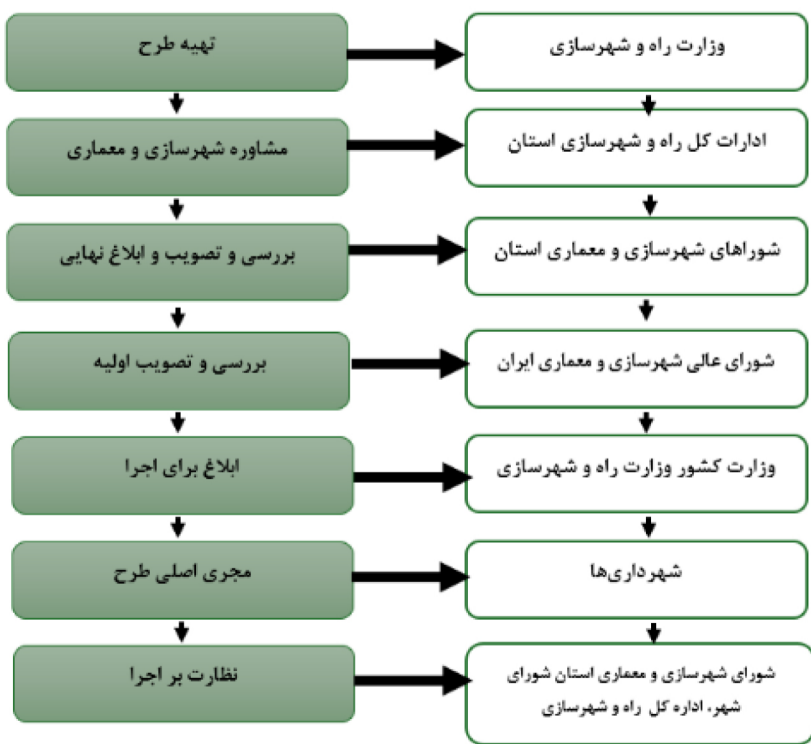 تهیه طرح
وزارت راه و شهرسازی
مشاوره شهرسازی و معماری
ادارات کل راه و شهرسازی استان
بررسی و تصویب و ابلاغ نهایی
شوراهای شهرسازی و معماری استان
بررسی و تصویب اولیه
شورای عالی شهرسازی و معماری ایران
ابلاغ برای اجرا
وزارت کشور وزارت راه و شهرسازی
مجری اصلی طرح
شهرداری‌ها
نظارت بر اجرا
شورای شهرسازی و معماری استان شورای
شهر، اداره کل راه و شهرسازی